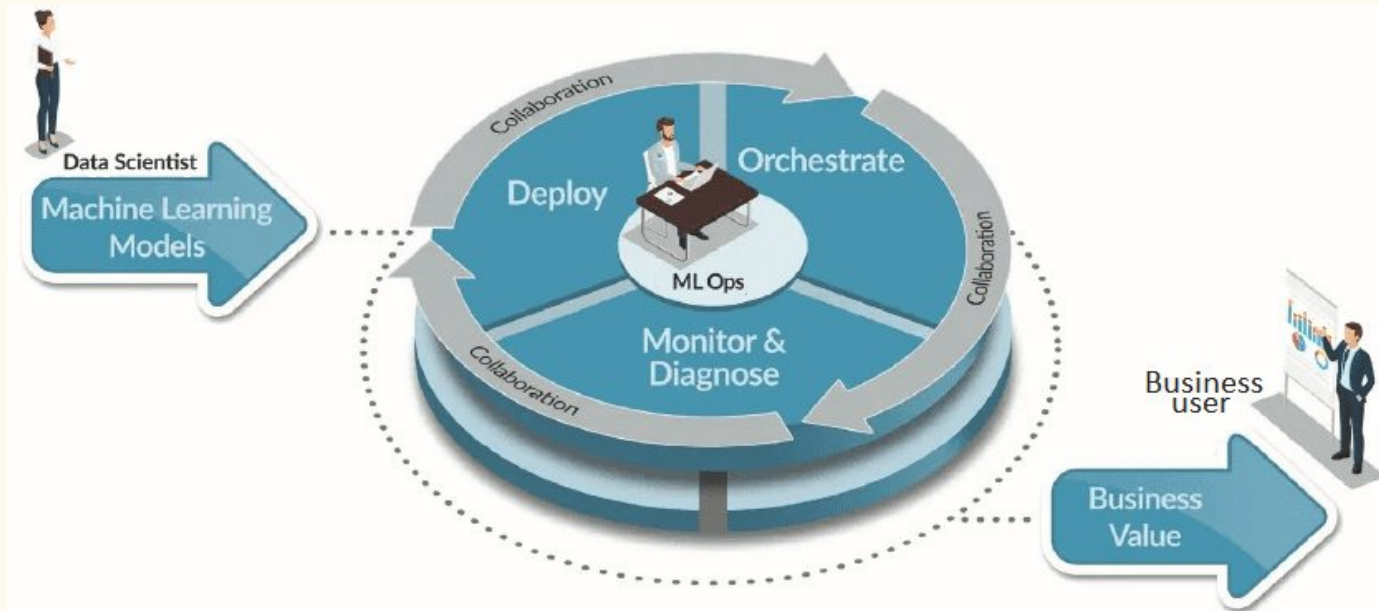 Data Scientist
Machine Learning
Models
Collaboration
Deploy
Orchestrate
Collaboration
ML Ops
Monitor &
Diagnose
Collaboration
Business
user
Business
Value